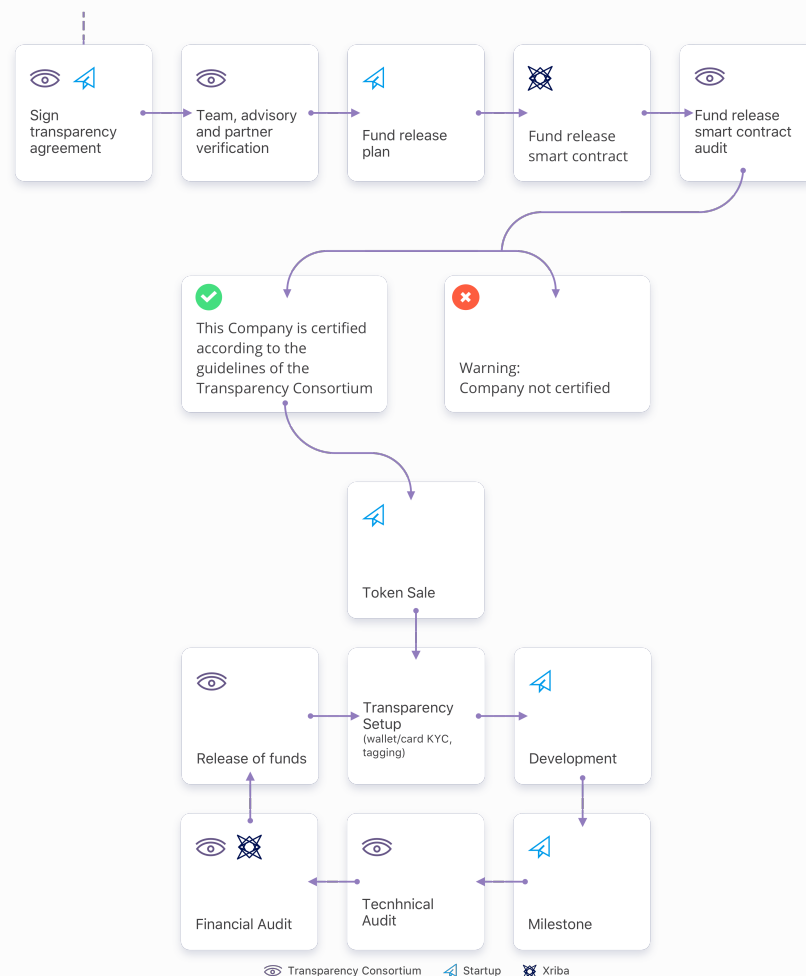 Sign
transparency
agreement
Team, advisory
and partner
verification
Fund release
plan
Fund release
smart contract
Fund release
smart contract
audit
This Company is certified
according to the
guidelines of the
Transparency Consortium
Warning:
Company not certified
Token Sale
Release of funds
Transparency
Setup
(wallet/card KYC,
tagging)
Development
Financial Audit
Tecnhnical
Audit
Milestone
Transparency Consortium
Startup
Xriba